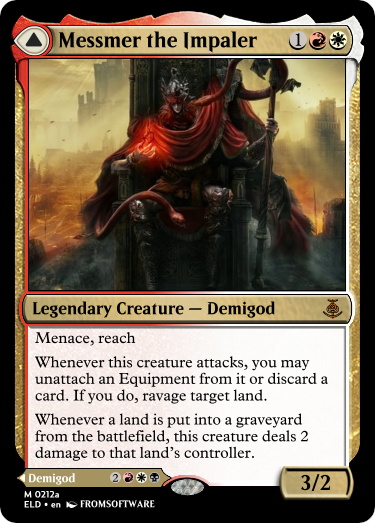 Messmer the Impaler 1
Legendary Creature — Demigod
Menace, reach
Whenever this creature attacks, you may
unattach an Equipment from it or discard a
card. If you do, ravage target land.
Whenever a land is put into a graveyard
from the battlefield, this creature deals 2
damage to that land's controller.
Demigod 2
3/2
M 0212a
ELD • en FROMSOFTWARE